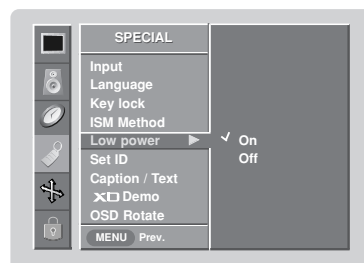 SPECIAL
Input
Language
Key lock
ISM Method
Low power ▶ ✓ On
Set ID Off
Caption / Text
XD Demo
OSD Rotate
MENU Prev.